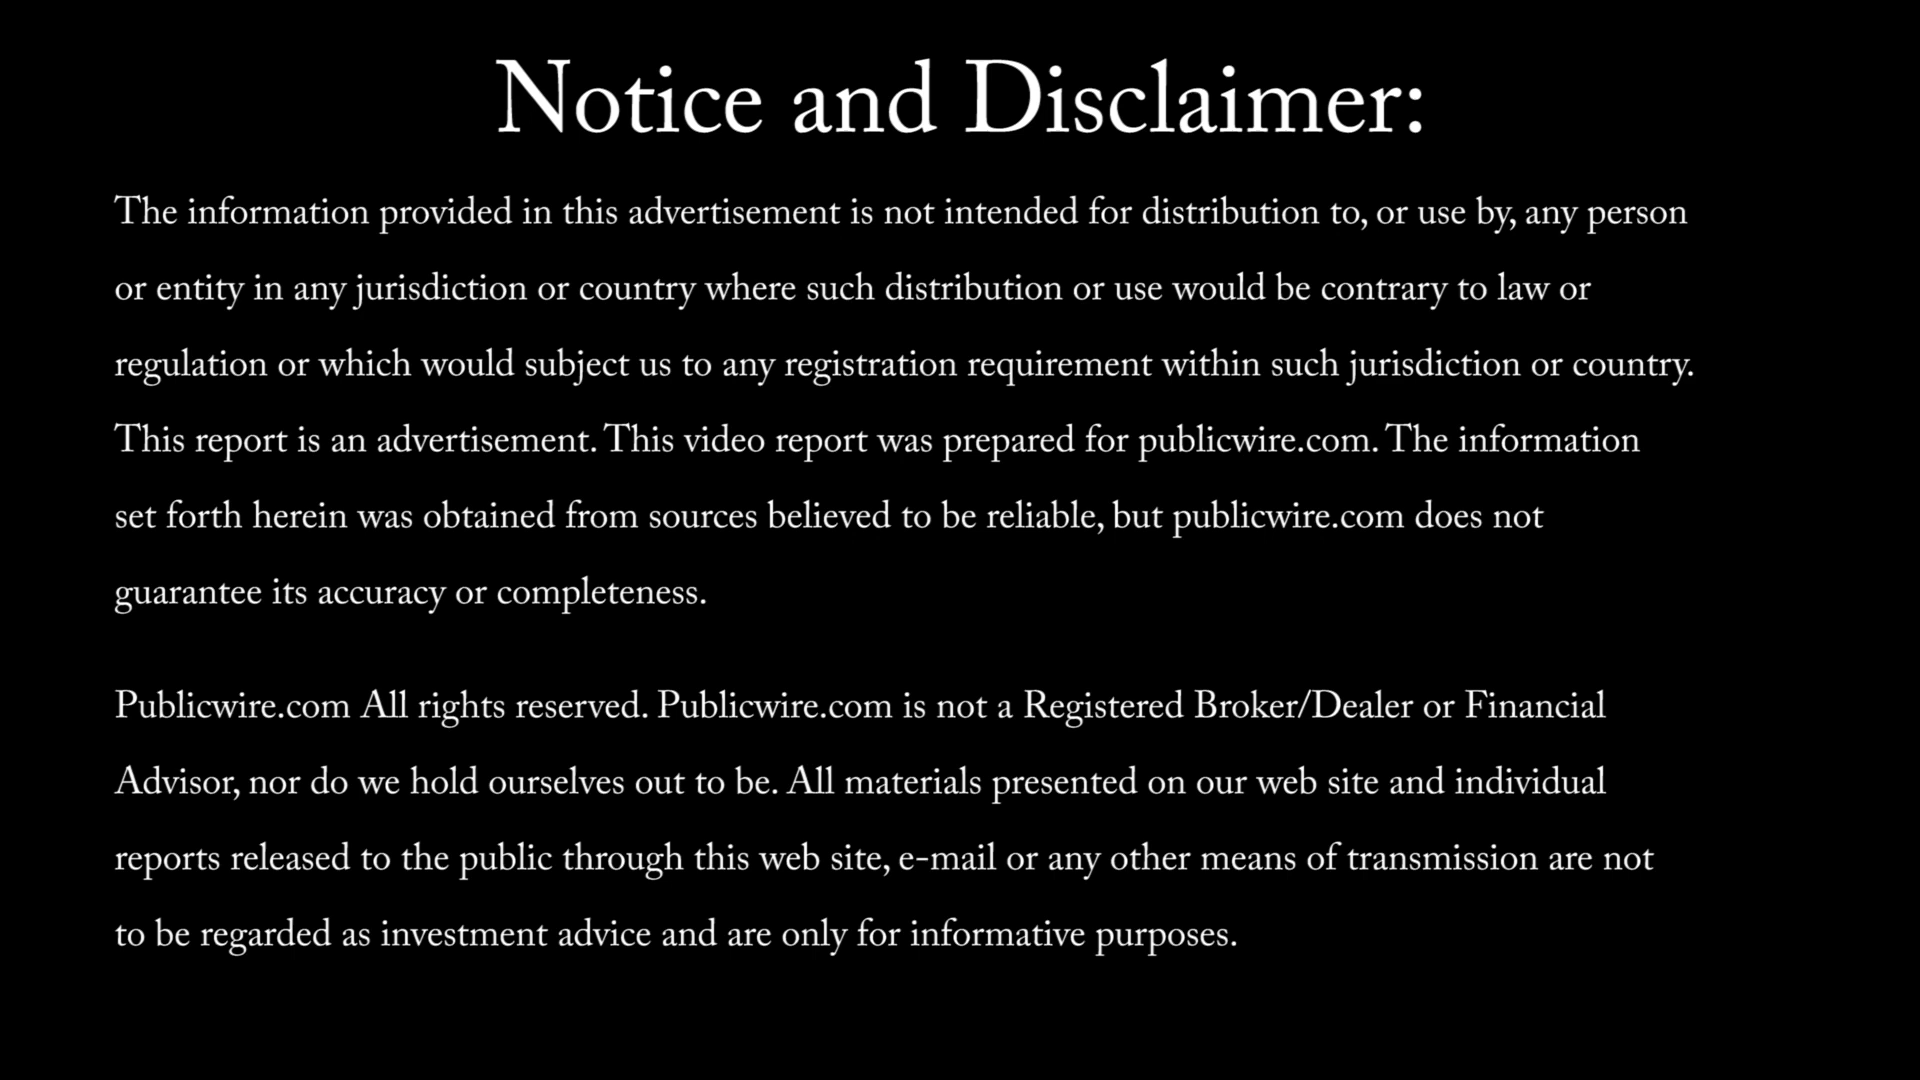 Notice and Disclaimer:
The information provided in this advertisement is not intended for distribution to, or use by, any person
or entity in any jurisdiction or country where such distribution or use would be contrary to law or
regulation or which would subject us to any registration requirement within such jurisdiction or country.
This report is an advertisement. This video report was prepared for publicwire.com. The information
set forth herein was obtained from sources believed to be reliable, but publicwire.com does not
guarantee its accuracy or completeness.
Publicwire.com All rights reserved. Publicwire.com is not a Registered Broker/Dealer or Financial
Advisor, nor do we hold ourselves out to be. All materials presented on our web site and individual
reports released to the public through this web site, e-mail or any other means of transmission are not
to be regarded as investment advice and are only for informative purposes.